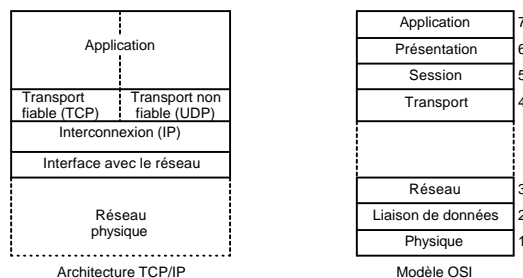 Application
Transport fiable (TCP)
Transport non fiable (UDP)
Interconnexion (IP)
Interface avec le réseau
Réseau physique
Architecture TCP/IP
Application 7
Présentation 6
Session 5
Transport 4
Réseau 3
Liaison de données 2
Physique 1
Modèle OSI